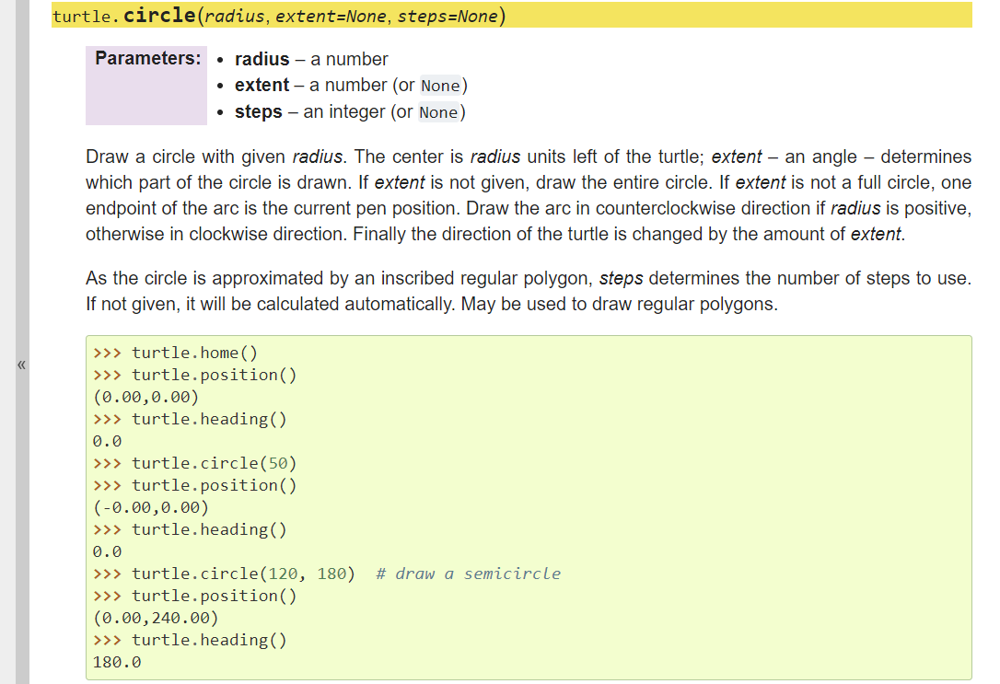 turtle.circle(radius, extent=None, steps=None)
Parameters:
• radius – a number
• extent – a number (or None)
• steps – an integer (or None)
Draw a circle with given radius. The center is radius units left of the turtle; extent – an angle – determines
which part of the circle is drawn. If extent is not given, draw the entire circle. If extent is not a full circle, one
endpoint of the arc is the current pen position. Draw the arc in counterclockwise direction if radius is positive,
otherwise in clockwise direction. Finally the direction of the turtle is changed by the amount of extent.
As the circle is approximated by an inscribed regular polygon, steps determines the number of steps to use.
If not given, it will be calculated automatically. May be used to draw regular polygons.
«
>>> turtle.home()
>>> turtle.position()
(0.00,0.00)
>>> turtle.heading()
0.0
>>> turtle.circle(50)
>>> turtle.position()
(-0.00,0.00)
>>> turtle.heading()
0.0
>>> turtle.circle(120, 180)  # draw a semicircle
>>> turtle.position()
(0.00,240.00)
>>> turtle.heading()
180.0